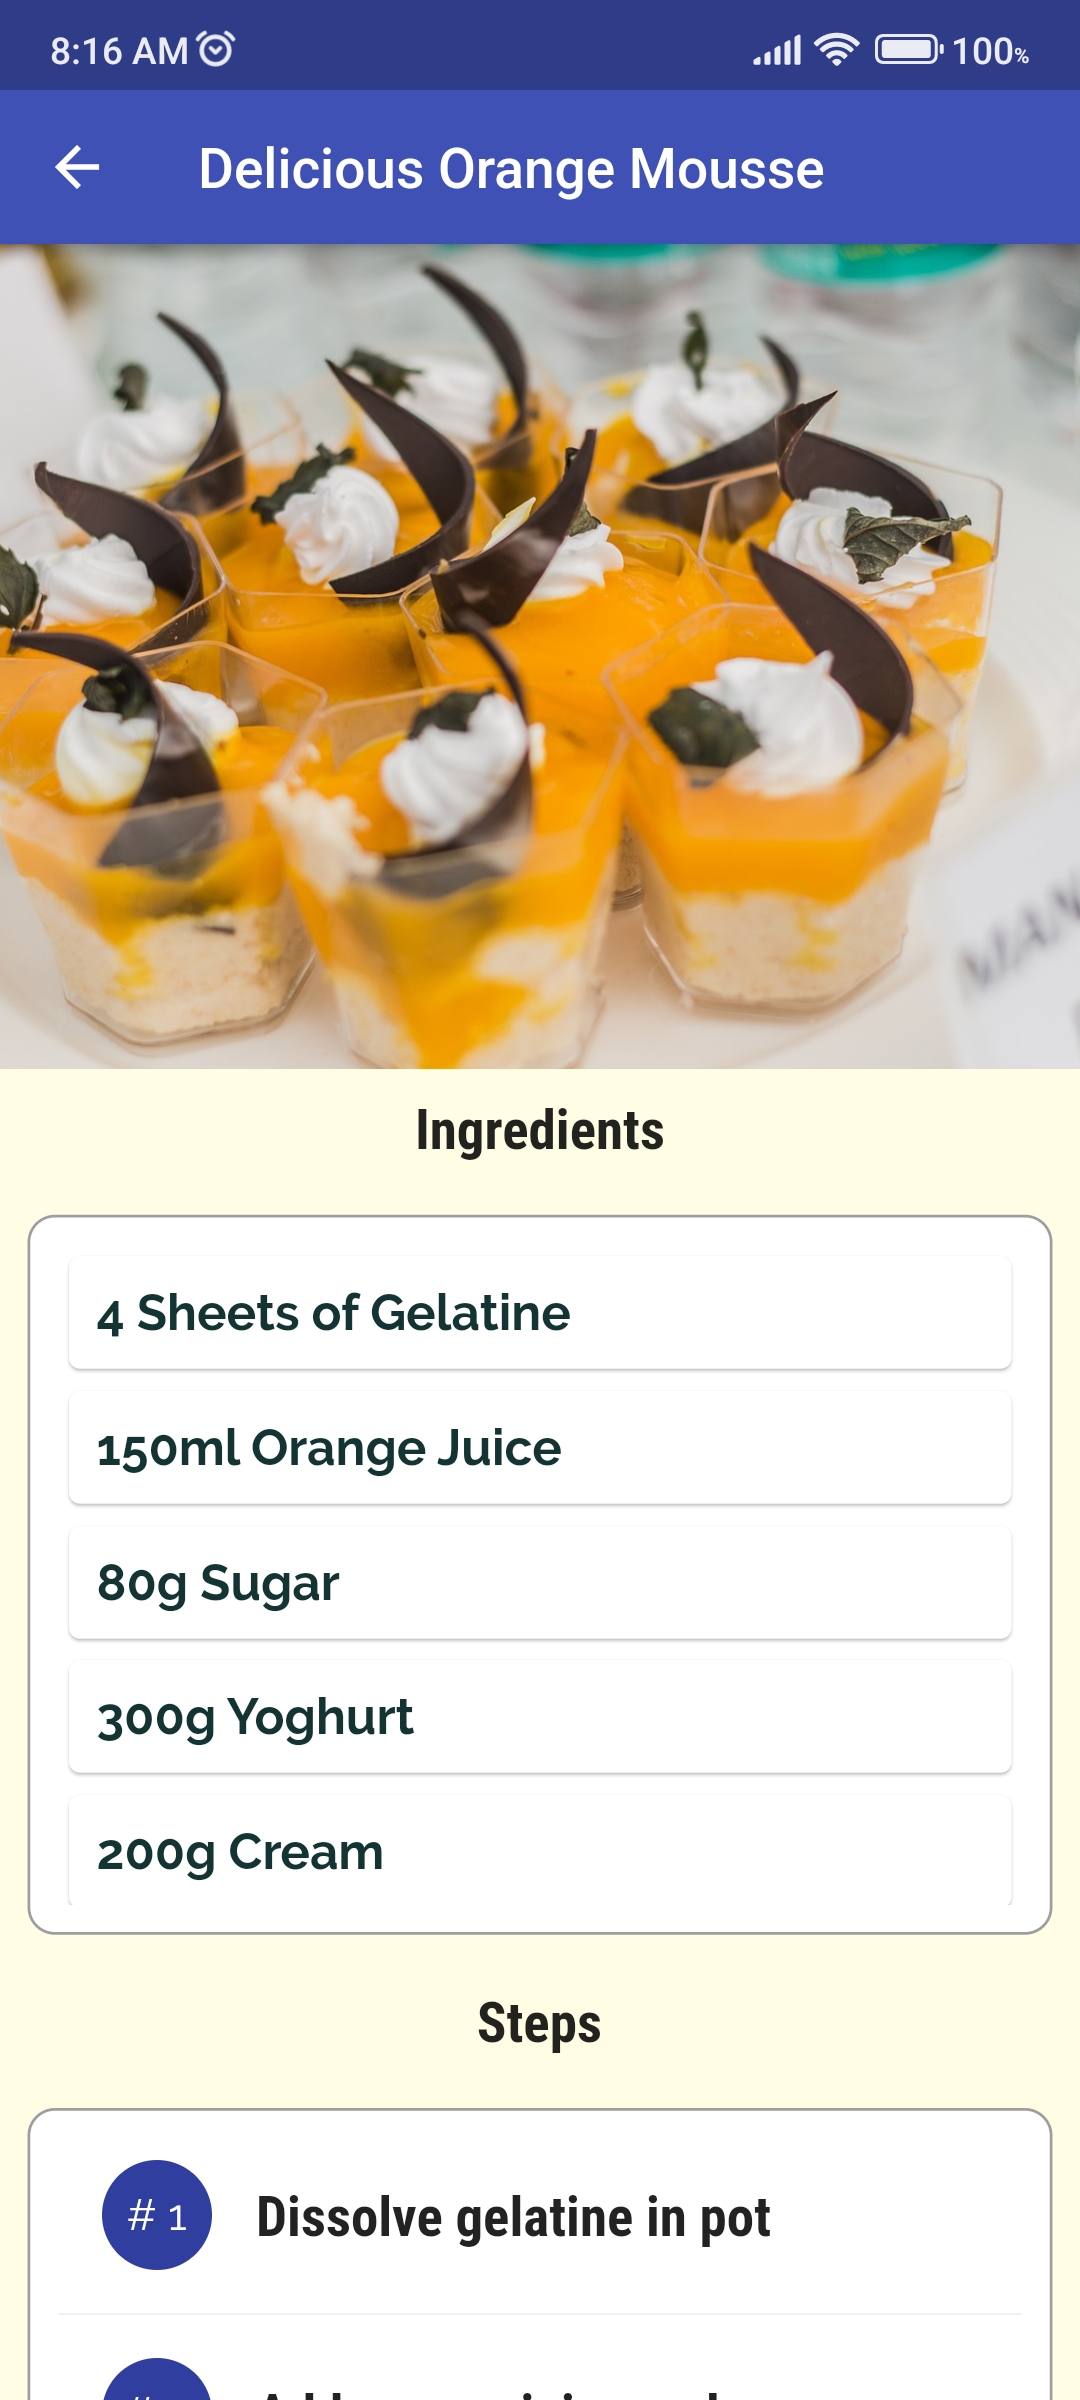 8:16 AM
100%
Delicious Orange Mousse
Ingredients
4 Sheets of Gelatine
150ml Orange Juice
80g Sugar
300g Yoghurt
200g Cream
Steps
# 1 Dissolve gelatine in pot